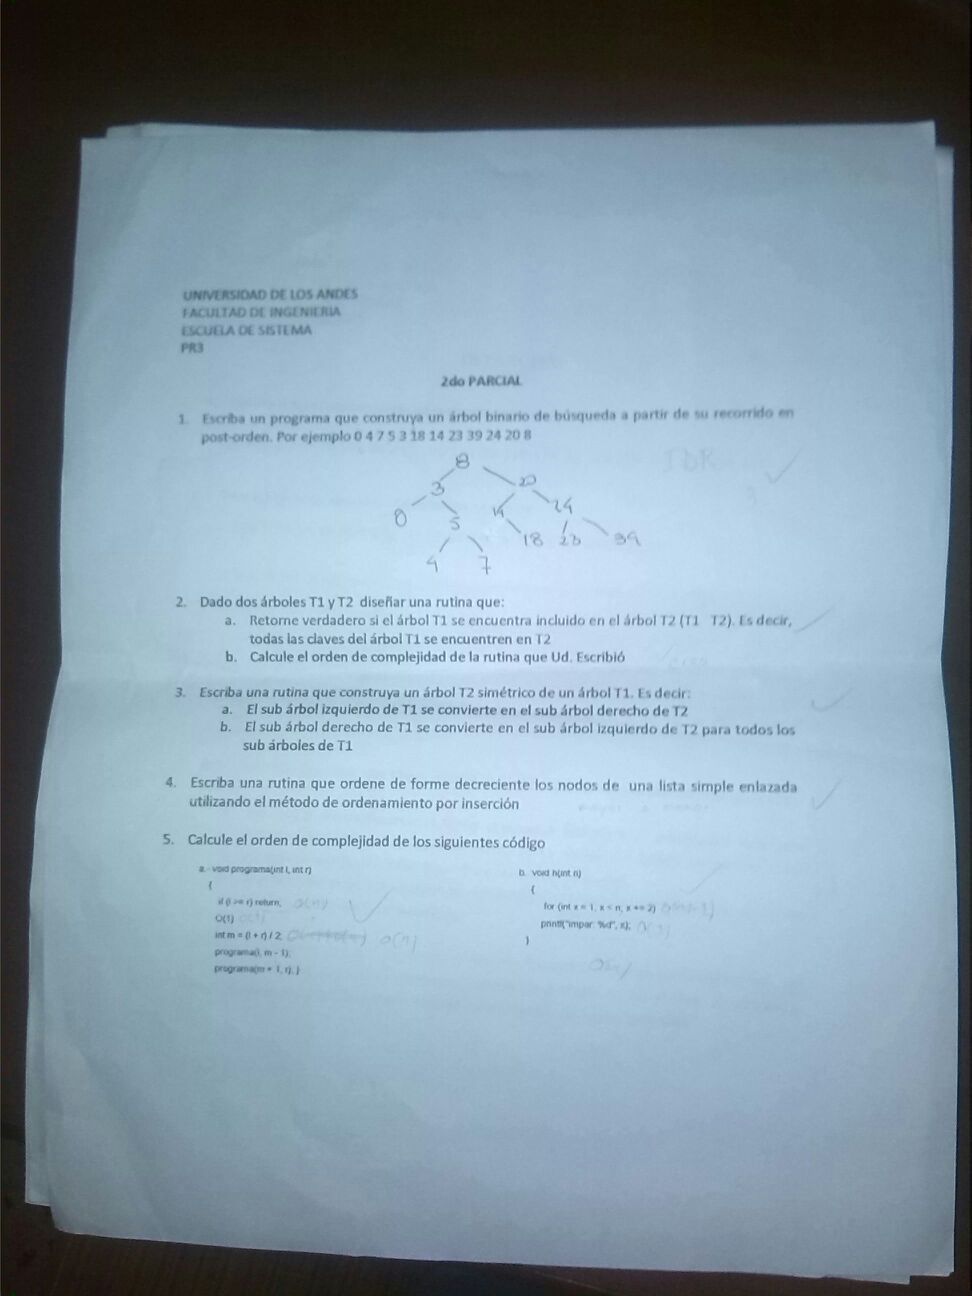 UNIVERSIDAD DE LOS ANDES
FACULTAD DE INGENIERIA
ESCUELA DE SISTEMA
PR3
2do PARCIAL
1. Escriba un programa que construya un árbol binario de búsqueda a partir de su recorrido en
post-orden. Por ejemplo 0 4 7 5 3 18 14 23 39 24 20 8
8
3 20
0 5 14 24
4 7 18 23 39
2. Dado dos árboles T1 y T2 diseñar una rutina que:
a. Retorne verdadero si el árbol T1 se encuentra incluido en el árbol T2 (T1 T2). Es decir,
todas las claves del árbol T1 se encuentren en T2
b. Calcule el orden de complejidad de la rutina que Ud. Escribió
3. Escriba una rutina que construya un árbol T2 simétrico de un árbol T1. Es decir:
a. El sub árbol izquierdo de T1 se convierte en el sub árbol derecho de T2
b. El sub árbol derecho de T1 se convierte en el sub árbol izquierdo de T2 para todos los
sub árboles de T1
4. Escriba una rutina que ordene de forme decreciente los nodos de una lista simple enlazada
utilizando el método de ordenamiento por inserción
5. Calcule el orden de complejidad de los siguientes código
a. void programa(int l, int r)
{
if (l >= r) return; O(n)
O(1) O(1)
int m = (l + r) / 2; O(n)
programa(l, m - 1);
programa(m + 1, r); }
b. void h(int n)
{
for (int x = 1, x < n, x += 2)
printf("impar: %d", x); O(1)
}